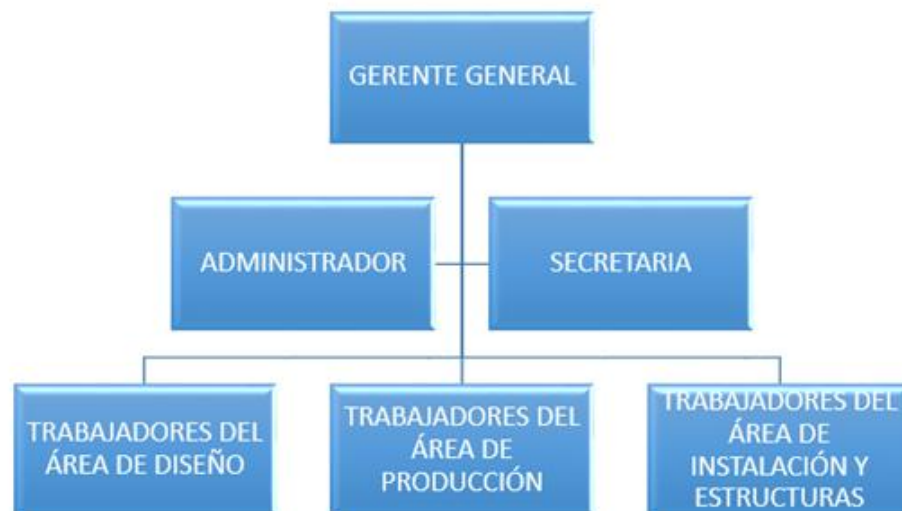 GERENTE GENERAL
ADMINISTRADOR
SECRETARIA
TRABAJADORES DEL
ÁREA DE DISEÑO
TRABAJADORES DEL
ÁREA DE
PRODUCCIÓN
TRABAJADORES DEL
ÁREA DE
INSTALACIÓN Y
ESTRUCTURAS